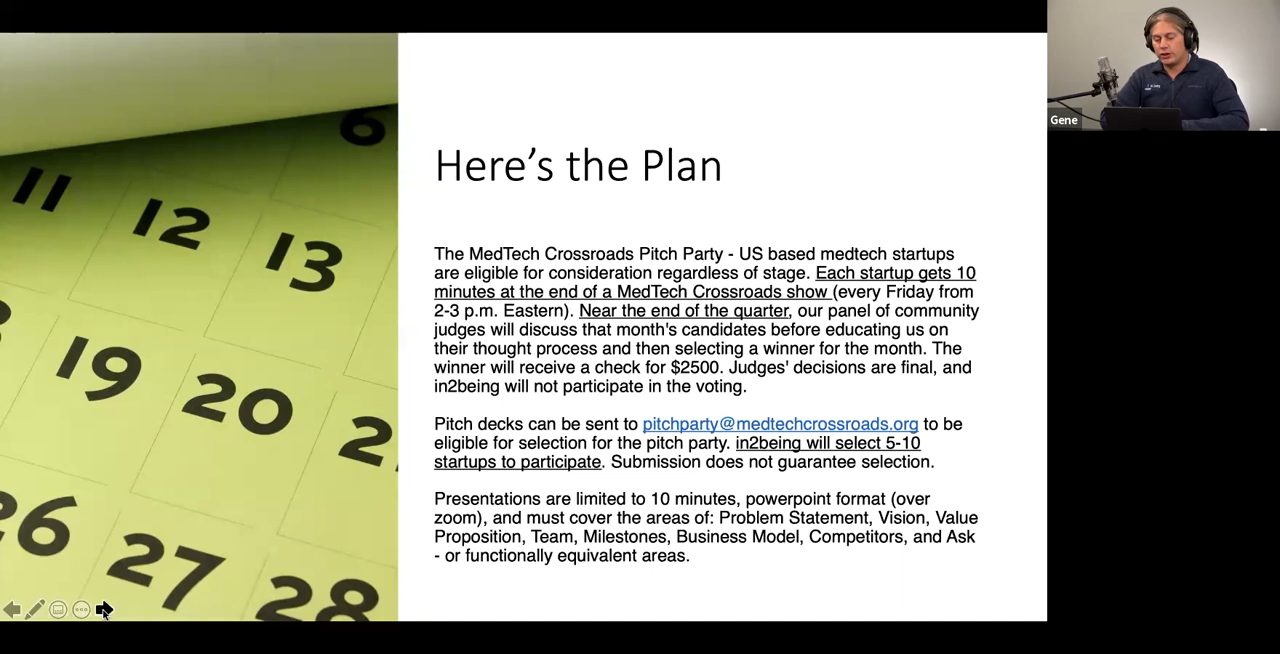 Gene
6
11
12
13
19
20
26
27
28
Here's the Plan
The MedTech Crossroads Pitch Party - US based medtech startups
are eligible for consideration regardless of stage. Each startup gets 10
minutes at the end of a MedTech Crossroads show (every Friday from
2-3 p.m. Eastern). Near the end of the quarter, our panel of community
judges will discuss that month's candidates before educating us on
their thought process and then selecting a winner for the month. The
winner will receive a check for $2500. Judges' decisions are final, and
in2being will not participate in the voting.
Pitch decks can be sent to pitchparty@medtechcrossroads.org to be
eligible for selection for the pitch party. in2being will select 5-10
startups to participate. Submission does not guarantee selection.
Presentations are limited to 10 minutes, powerpoint format (over
zoom), and must cover the areas of: Problem Statement, Vision, Value
Proposition, Team, Milestones, Business Model, Competitors, and Ask
- or functionally equivalent areas.